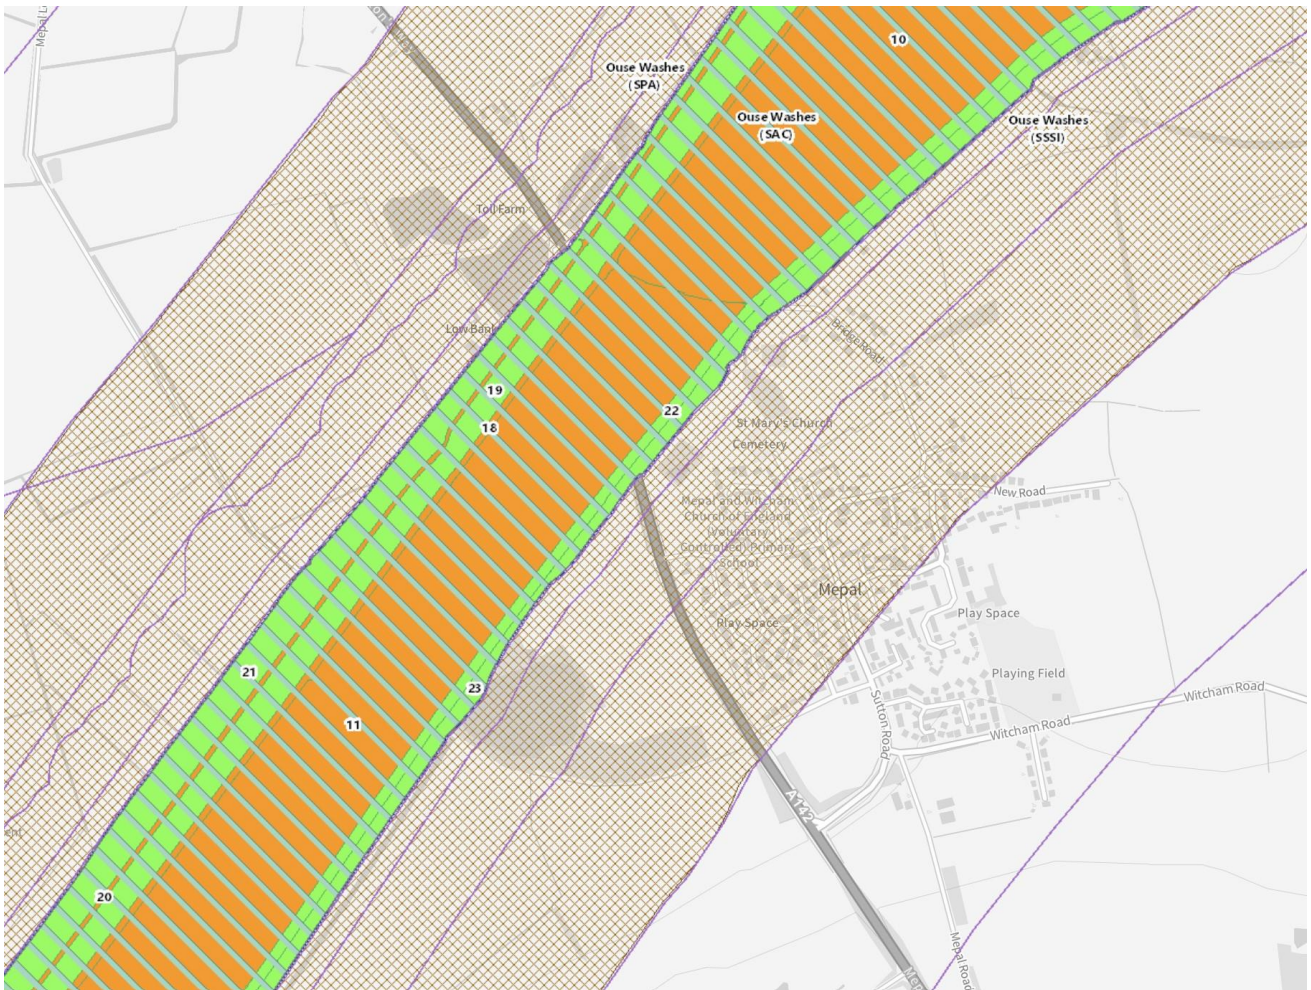 10
Ouse Washes
(SPA)
Ouse Washes
(SAC)
Ouse Washes
(SSSI)
Toll Farm
Low Bank
Bridge Road
19
18
22
St Mary's Church
Cemetery
New Road
Mepal and Witcham
Church of England
(Voluntary
Controlled) Primary
School
Mepal
Play Space
Play Space
21
Playing Field
23
Witcham Road
Sutton Road
Witcham Road
11
A142
20
Mepal Road